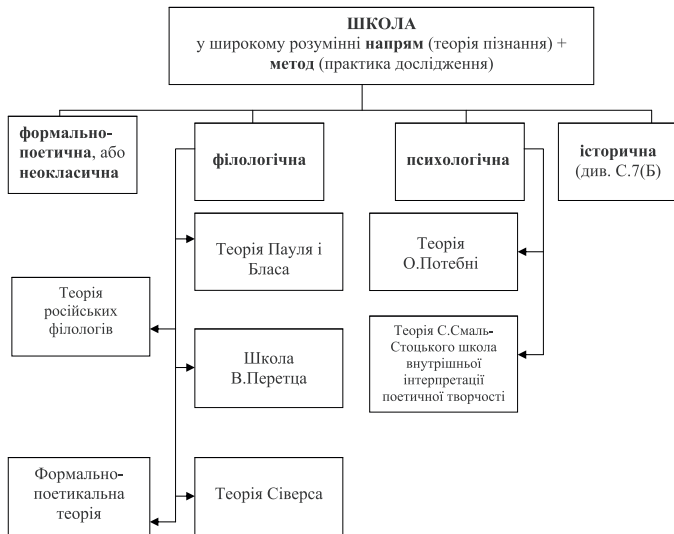 ШКОЛА
у широкому розумінні напрям (теорія пізнання) +
метод (практика дослідження)
формально-
поетична, або
неокласична
філологічна
психологічна
історична
(див. С.7(Б)
Теорія Пауля і
Бласа
Теорія
О.Потебні
Теорія
російських
філологів
Школа
В.Перетца
Теорія С.Смаль-
Стоцького школа
внутрішньої
інтерпретації
поетичної творчості
Формально-
поетикальна
теорія
Теорія Сіверса